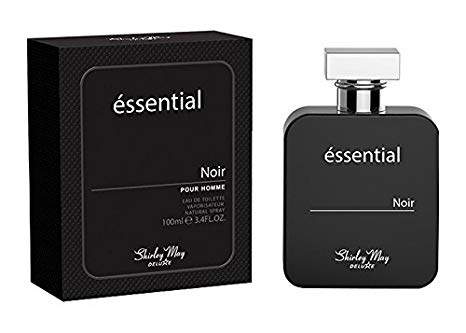 éssential
Noir
POUR HOMME
EAU DE TOILETTE
VAPORISATEUR
NATURAL SPRAY
100ml ℮ 3.4FL.OZ.
Shirley May
DELUXE
éssential
Noir
Shirley May
DELUXE